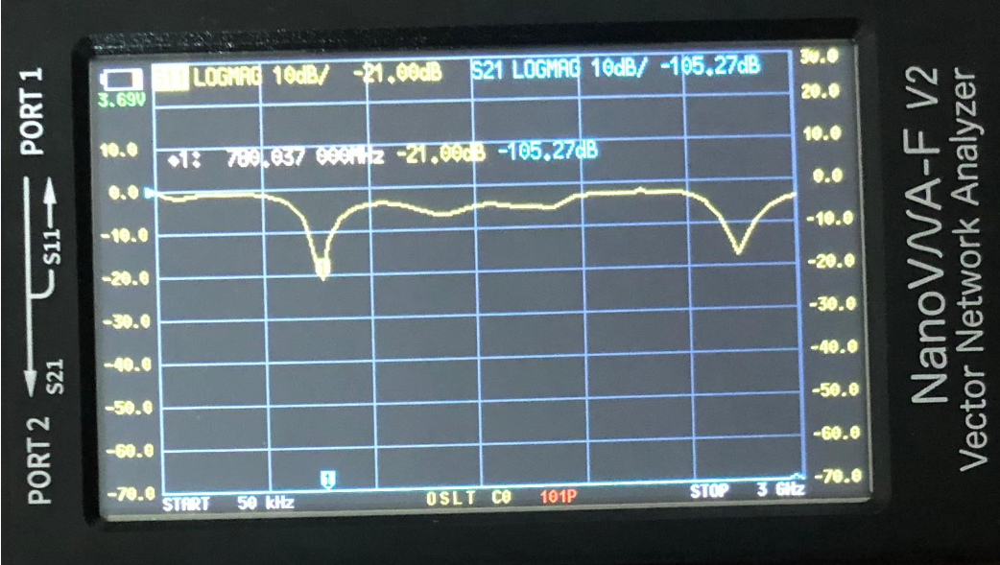 PORT 1
S11
S21
PORT 2
3.69V
S11 LOGMAG 10dB/ -21.00dB
S21 LOGMAG 10dB/ -105.27dB
1: 780.037 000MHz -21.00dB -105.27dB
10.0
0.0
-10.0
-20.0
-30.0
-40.0
-50.0
-60.0
-70.0
30.0
20.0
10.0
0.0
-10.0
-20.0
-30.0
-40.0
-50.0
-60.0
-70.0
1
1
START 50 kHz
OSLT C0 101P
STOP 3 GHz
NanoVNA-F V2
Vector Network Analyzer